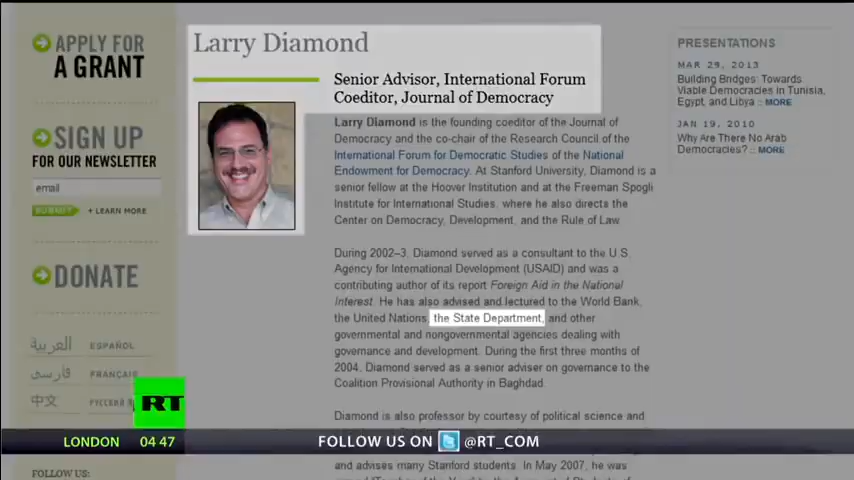 APPLY FOR
A GRANT
SIGN UP
FOR OUR NEWSLETTER
email
SUBMIT
+ LEARN MORE
DONATE
العربية
ESPAÑOL
فارسی
FRANÇAIS
中文
FOLLOW US:
Larry Diamond
Senior Advisor, International Forum
Coeditor, Journal of Democracy
Larry Diamond is the founding coeditor of the Journal of
Democracy and the co-chair of the Research Council of the
International Forum for Democratic Studies of the National
Endowment for Democracy. At Stanford University, Diamond is a
senior fellow at the Hoover Institution and at the Freeman Spogli
Institute for International Studies, where he also directs the
Center on Democracy, Development, and the Rule of Law.
During 2002–3, Diamond served as a consultant to the U.S.
Agency for International Development (USAID) and was a
contributing author of its report Foreign Aid in the National
Interest. He has also advised and lectured to the World Bank,
the United Nations, the State Department, and other
governmental and nongovernmental agencies dealing with
governance and development. During the first three months of
2004, Diamond served as a senior adviser on governance to the
Coalition Provisional Authority in Baghdad.
Diamond is also professor by courtesy of political science and
and advises many Stanford students. In May 2007, he was
PRESENTATIONS
MAR 29, 2013
Building Bridges: Towards
Viable Democracies in Tunisia,
Egypt, and Libya :: MORE
JAN 19, 2010
Why Are There No Arab
Democracies? :: MORE
RT
LONDON 04 47
FOLLOW US ON @RT_COM